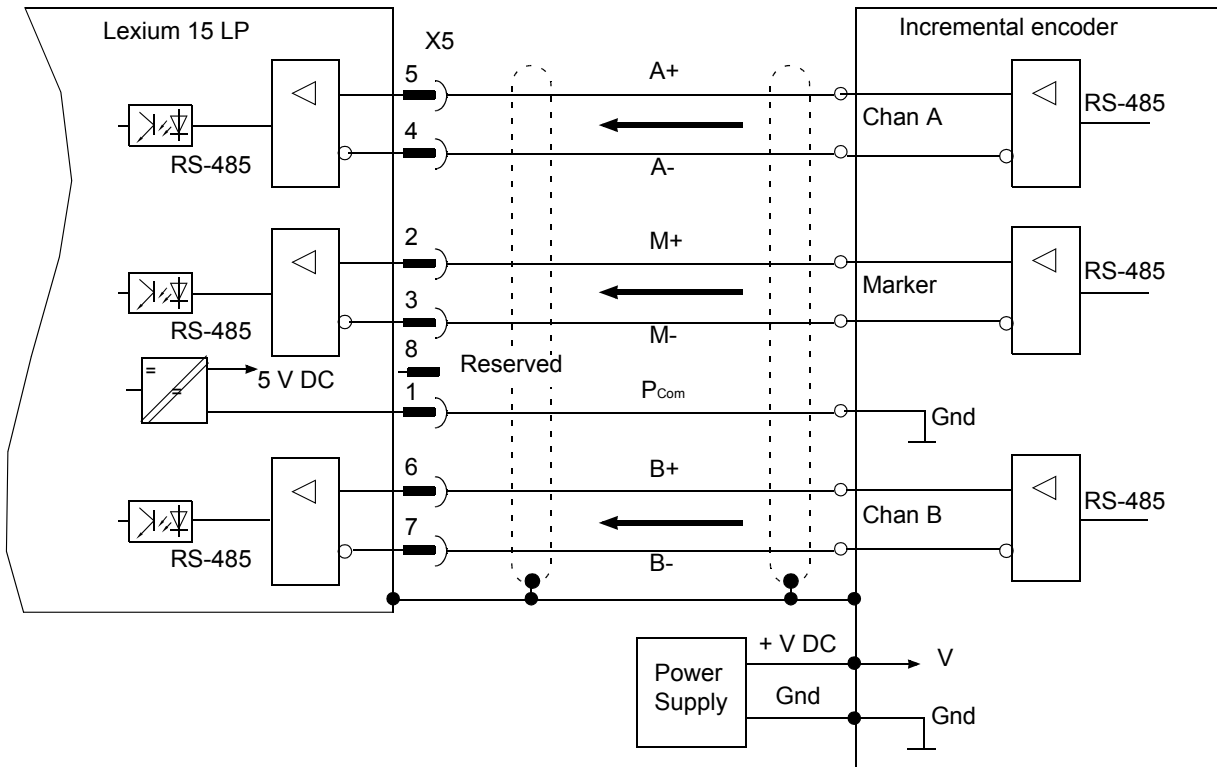 Lexium 15 LP
X5
Incremental encoder
5
A+
Chan A
RS-485
RS-485
4
A-
2
M+
Marker
RS-485
RS-485
3
M-
8
Reserved
= =
5 V DC
1
PCom
Gnd
6
B+
Chan B
RS-485
RS-485
7
B-
Power
Supply
+ V DC
V
Gnd
Gnd